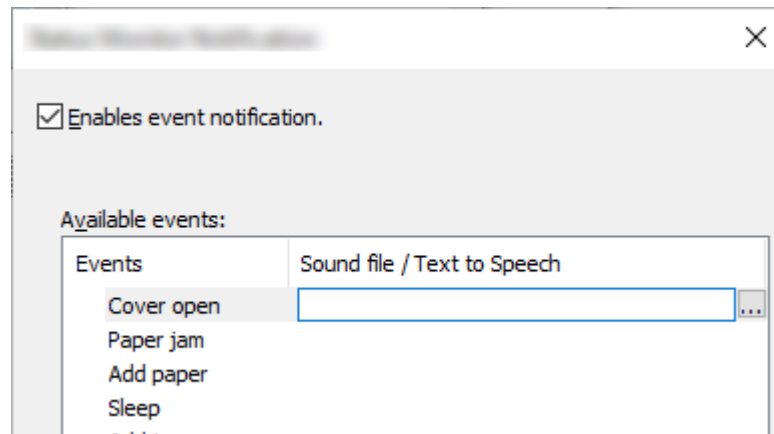 Enables event notification.
Available events:
Events Sound file / Text to Speech
Cover open ...
Paper jam
Add paper
Sleep